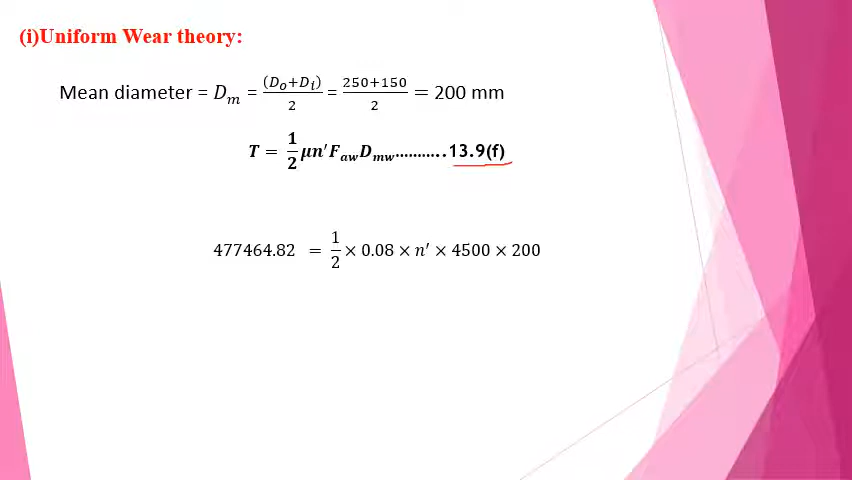 (i)Uniform Wear theory:
Mean diameter = D_m = (D_o+D_i)/2 = 250+150/2 = 200 mm
T = 1/2 μn′F_aw D_mw...........13.9(f)
477464.82 = 1/2 × 0.08 × n′ × 4500 × 200